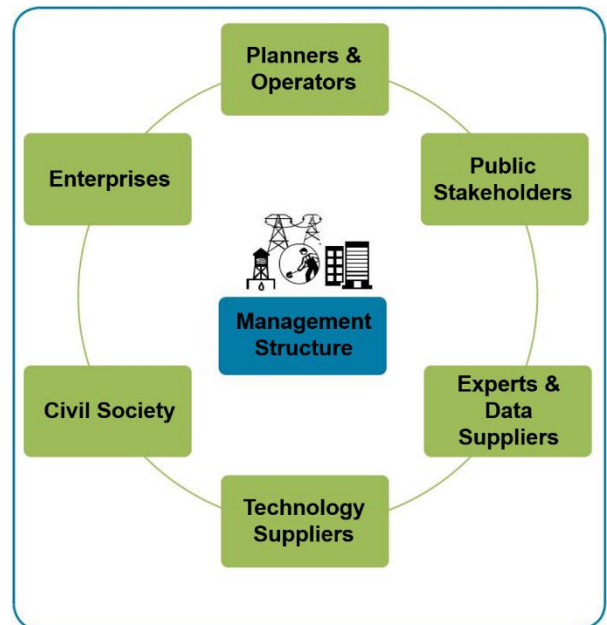 Planners &
Operators
Public
Stakeholders
Experts &
Data
Suppliers
Technology
Suppliers
Civil Society
Enterprises
Management
Structure